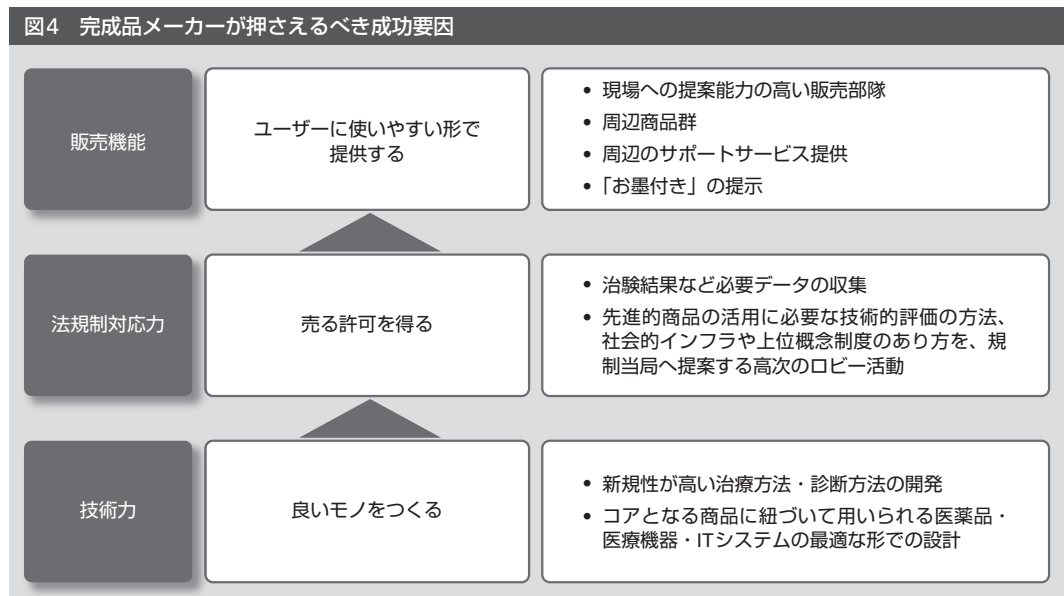 図4 完成品メーカーが押さえるべき成功要因
販売機能
ユーザーに使いやすい形で
提供する
• 現場への提案能力の高い販売部隊
• 周辺商品群
• 周辺のサポートサービス提供
• 「お墨付き」の提示
法規制対応力
売る許可を得る
• 治験結果など必要データの収集
• 先進的商品の活用に必要な技術的評価の方法、
社会的インフラや上位概念制度のあり方を、規
制当局へ提案する高次のロビー活動
技術力
良いモノをつくる
• 新規性が高い治療方法・診断方法の開発
• コアとなる商品に紐づいて用いられる医薬品・
医療機器・ITシステムの最適な形での設計